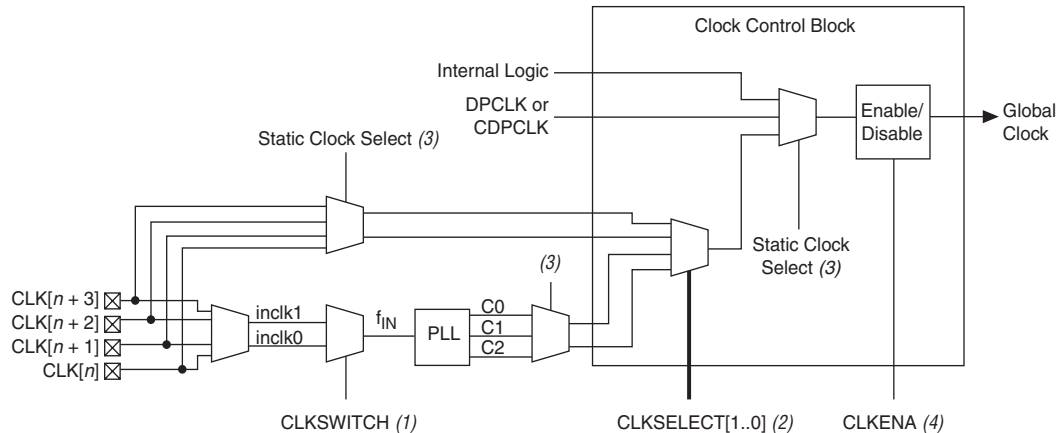 Clock Control Block
Internal Logic
DPCLK or
CDPCLK
Enable/
Disable
Global
Clock
Static Clock Select (3)
Static Clock
Select (3)
(3)
CLK[n + 3]
CLK[n + 2]
CLK[n + 1]
CLK[n]
inclk1
inclk0
fIN
PLL
C0
C1
C2
CLKSWITCH (1)
CLKSELECT[1..0] (2)
CLKENA (4)